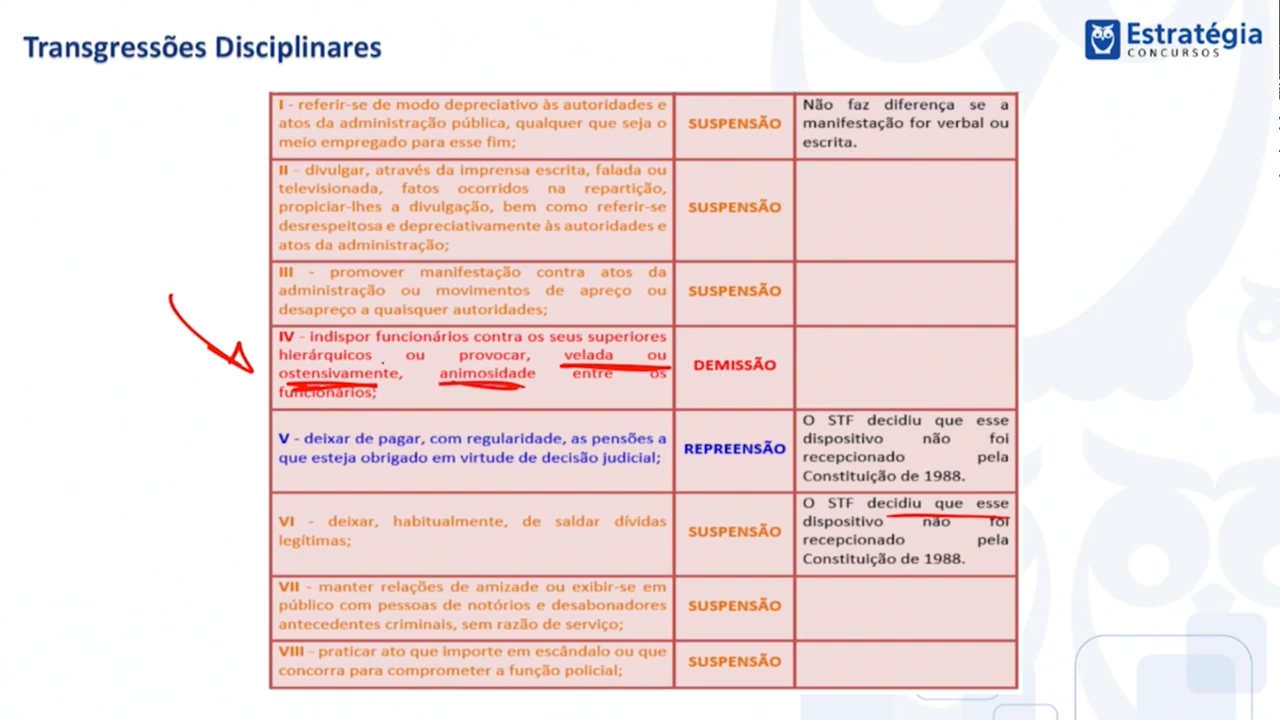 Transgressões Disciplinares
Estratégia
CONCURSOS
I - referir-se de modo depreciativo às autoridades e
atos da administração pública, qualquer que seja o
meio empregado para esse fim;
SUSPENSÃO
Não faz diferença se a
manifestação for verbal ou
escrita.
II - divulgar, através da imprensa escrita, falada ou
televisionada, fatos ocorridos na repartição,
propiciar-lhes a divulgação, bem como referir-se
desrespeitosa e depreciativamente às autoridades e
atos da administração;
SUSPENSÃO
III - promover manifestação contra atos da
administração ou movimentos de apreço ou
desapreço a quaisquer autoridades;
SUSPENSÃO
IV - indispor funcionários contra os seus superiores
hierárquicos ou provocar, velada ou
ostensivamente, animosidade entre os
funcionários;
DEMISSÃO
V - deixar de pagar, com regularidade, as pensões a
que esteja obrigado em virtude de decisão judicial;
REPREENSÃO
O STF decidiu que esse
dispositivo não foi
recepcionado pela
Constituição de 1988.
VI - deixar, habitualmente, de saldar dívidas
legítimas;
SUSPENSÃO
O STF decidiu que esse
dispositivo não foi
recepcionado pela
Constituição de 1988.
VII - manter relações de amizade ou exibir-se em
público com pessoas de notórios e desabonadores
antecedentes criminais, sem razão de serviço;
SUSPENSÃO
VIII - praticar ato que importe em escândalo ou que
concorra para comprometer a função policial;
SUSPENSÃO